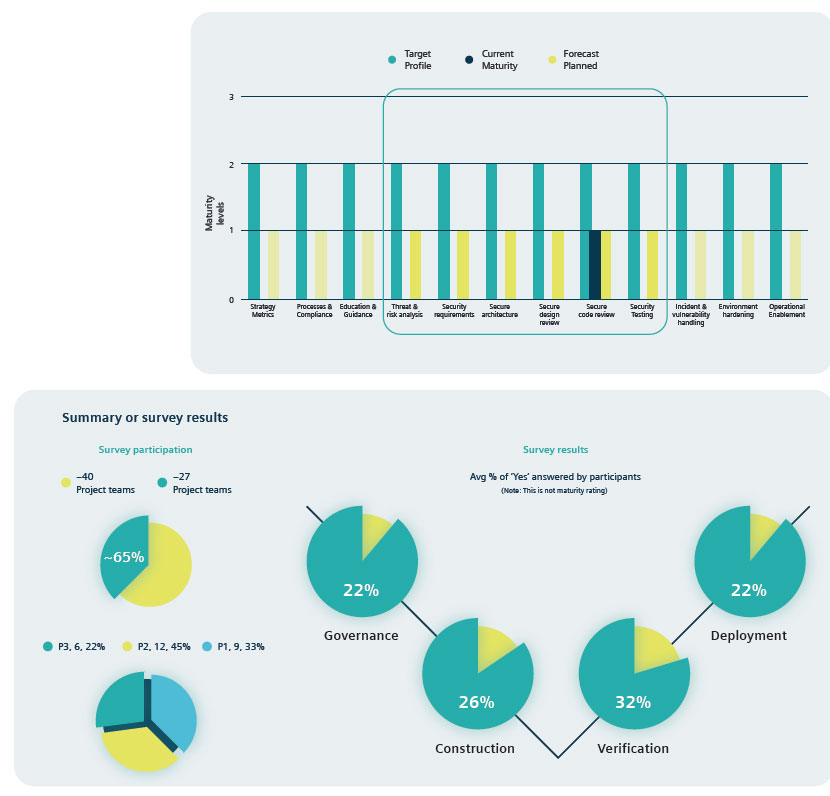 Target Profile
Current Maturity
Forecast Planned
3
2
1
0
Maturity levels
Strategy Metrics
Processes & Compliance
Education & Guidance
Threat & risk analysis
Security requirements
Secure architecture
Secure design review
Secure code review
Security Testing
Incident & vulnerability handling
Environment hardening
Operational Enablement
Summary or survey results
Survey participation
~40 Project teams
~27 Project teams
~65%
P3, 6, 22%
P2, 12, 45%
P1, 9, 33%
Survey results
Avg % of ‘Yes’ answered by participants
(Note: This is not maturity rating)
22%
Governance
26%
Construction
32%
Verification
22%
Deployment